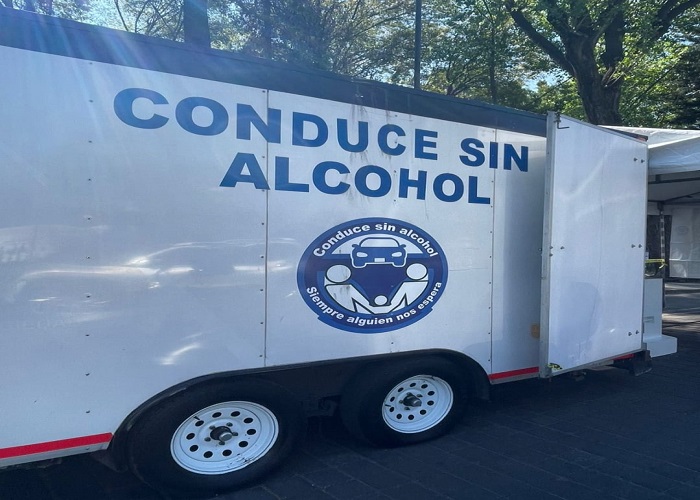 CONDUCE SIN
ALCOHOL
Conduce sin alcohol
Siempre alguien nos espera